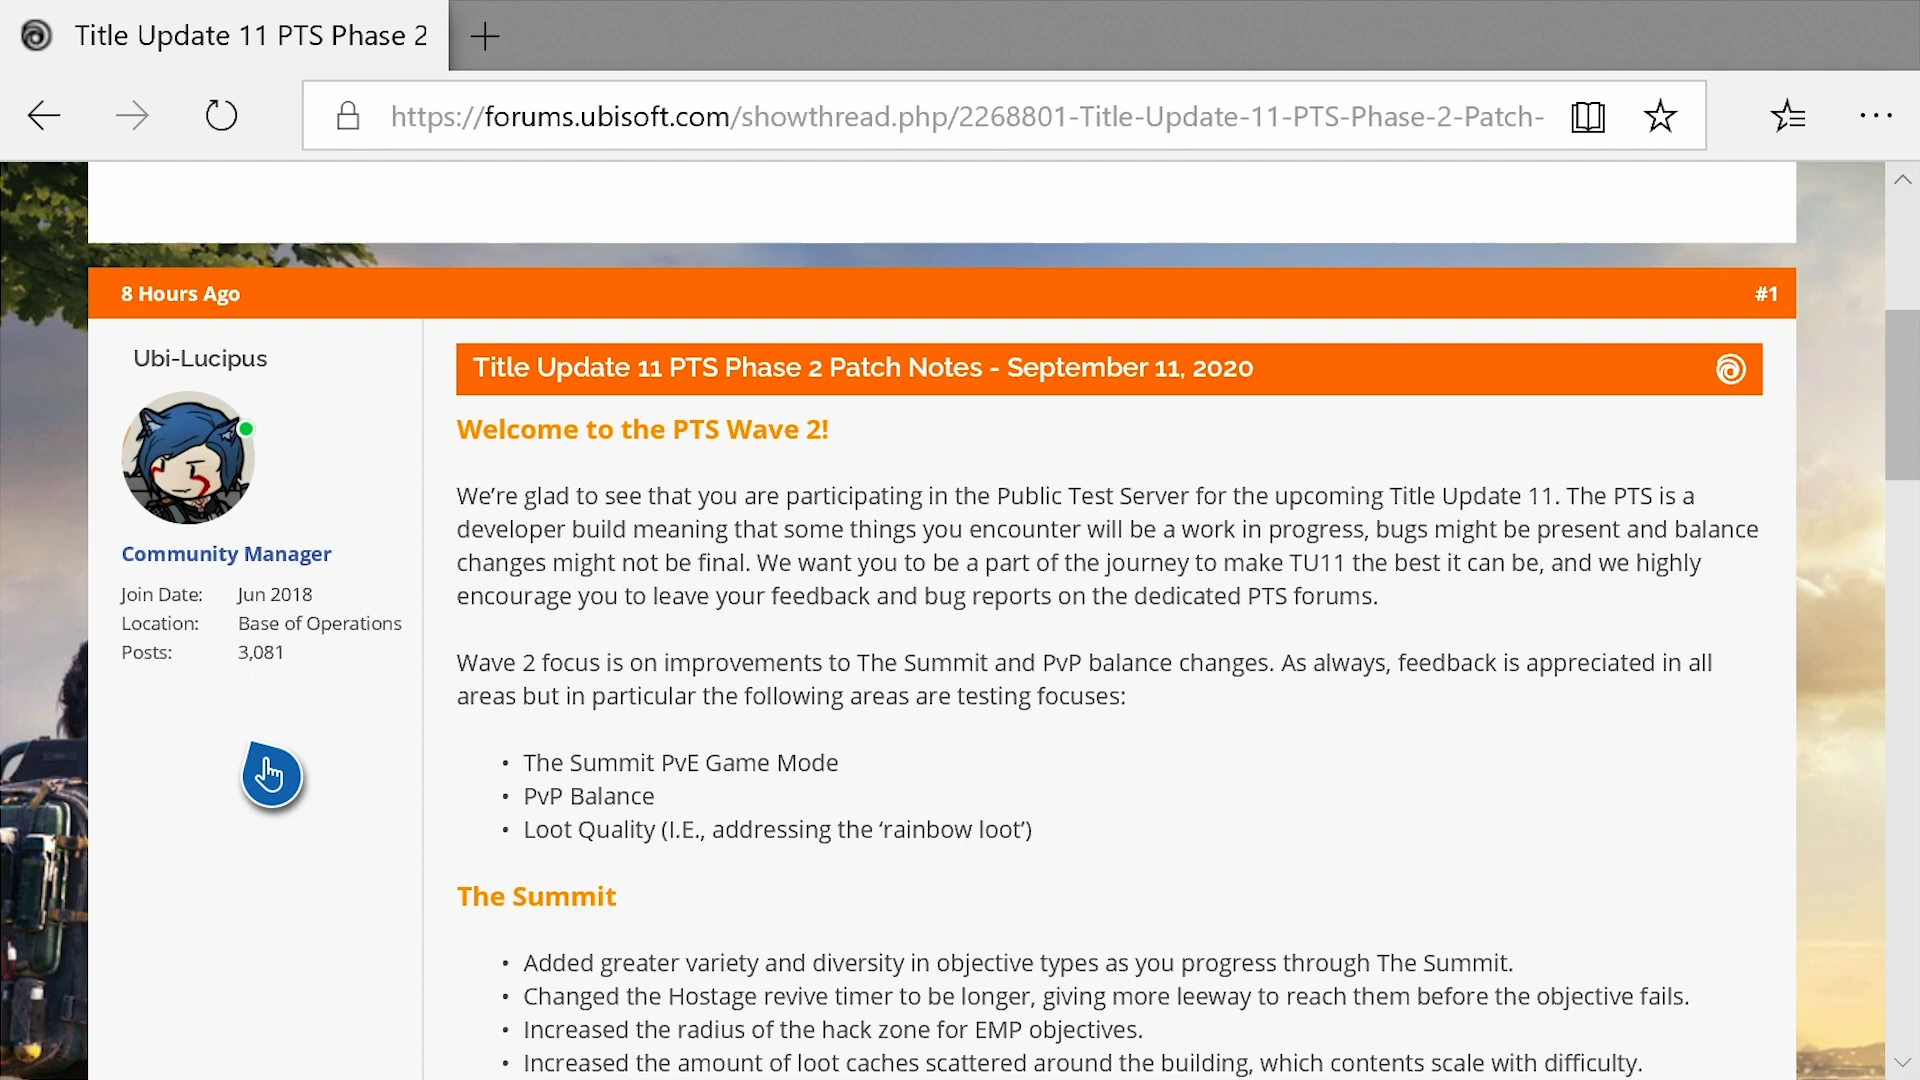 Title Update 11 PTS Phase 2
https://forums.ubisoft.com/showthread.php/2268801-Title-Update-11-PTS-Phase-2-Patch-
8 Hours Ago
#1
Ubi-Lucipus
Community Manager
Join Date: Jun 2018
Location: Base of Operations
Posts: 3,081
Title Update 11 PTS Phase 2 Patch Notes - September 11, 2020
Welcome to the PTS Wave 2!
We’re glad to see that you are participating in the Public Test Server for the upcoming Title Update 11. The PTS is a
developer build meaning that some things you encounter will be a work in progress, bugs might be present and balance
changes might not be final. We want you to be a part of the journey to make TU11 the best it can be, and we highly
encourage you to leave your feedback and bug reports on the dedicated PTS forums.
Wave 2 focus is on improvements to The Summit and PvP balance changes. As always, feedback is appreciated in all
areas but in particular the following areas are testing focuses:
• The Summit PvE Game Mode
• PvP Balance
• Loot Quality (I.E., addressing the ‘rainbow loot’)
The Summit
• Added greater variety and diversity in objective types as you progress through The Summit.
• Changed the Hostage revive timer to be longer, giving more leeway to reach them before the objective fails.
• Increased the radius of the hack zone for EMP objectives.
• Increased the amount of loot caches scattered around the building, which contents scale with difficulty.